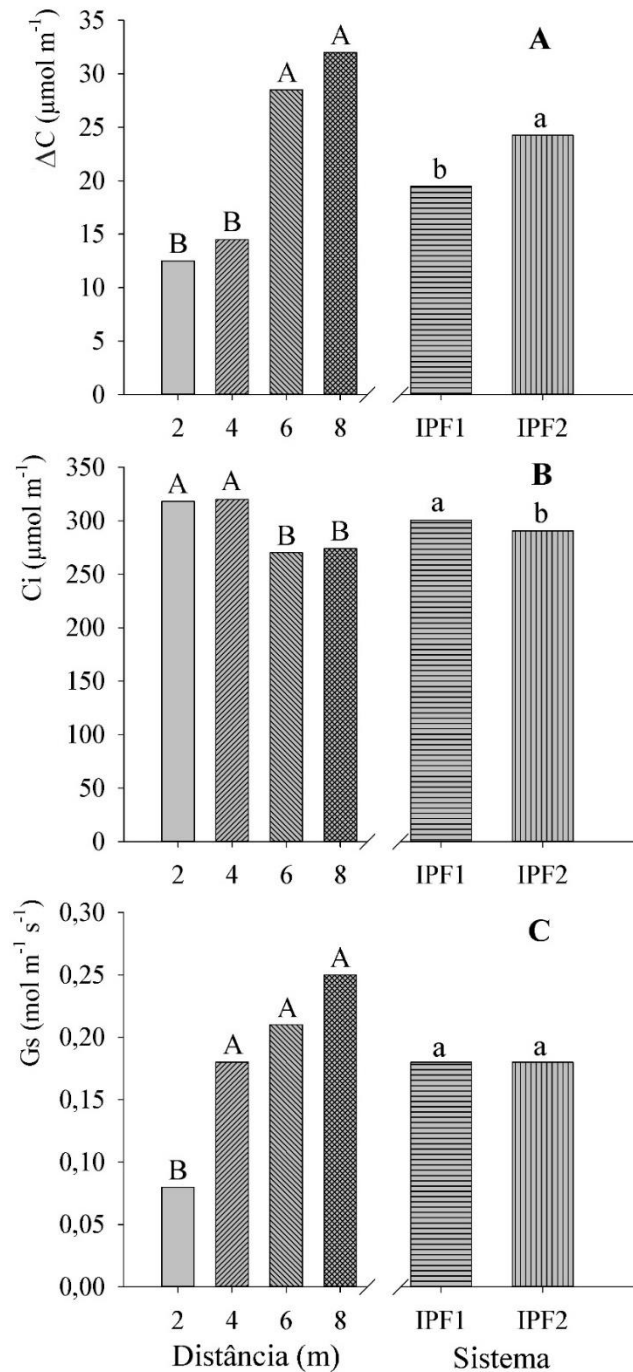 A
ΔC (µmol m⁻¹)
35
30
25
20
15
10
5
0
B
B
A
A
b
a
2 4 6 8 IPF1 IPF2
B
Ci (µmol m⁻¹)
350
300
250
200
150
100
50
0
A
A
B
B
a
b
2 4 6 8 IPF1 IPF2
C
Gs (mol m⁻¹ s⁻¹)
0,30
0,25
0,20
0,15
0,10
0,05
0,00
B
A
A
A
a
a
2 4 6 8 IPF1 IPF2
Distância (m) Sistema